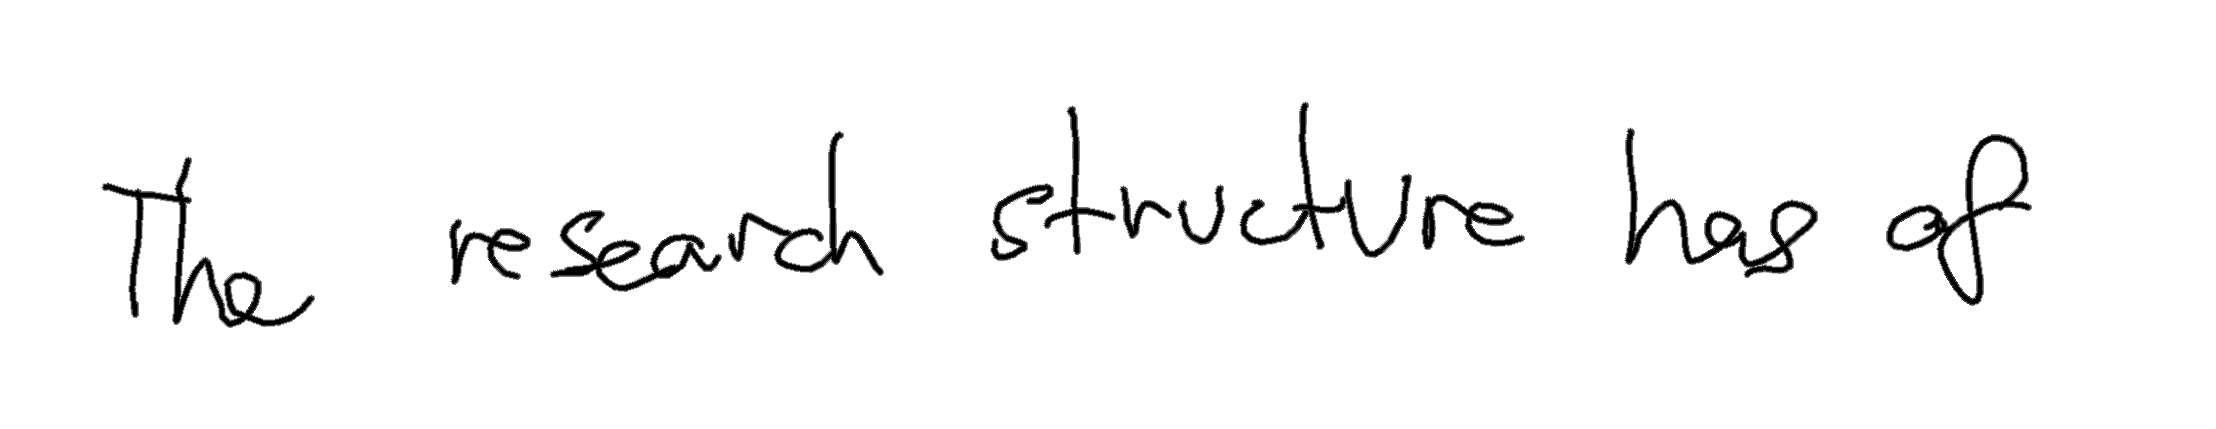 The research structure has of